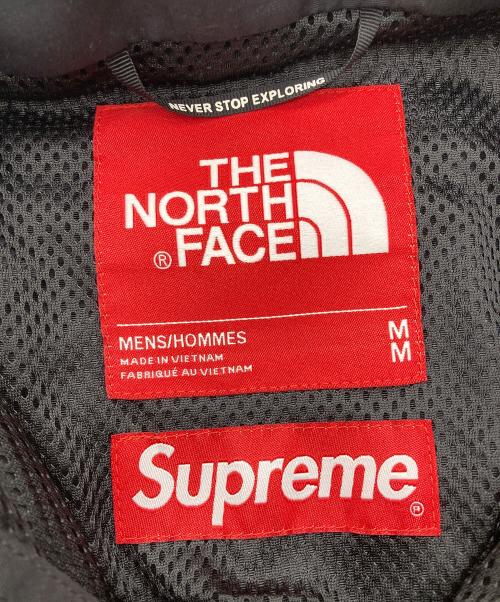 NEVER STOP EXPLORING
THE
NORTH
® FACE
MENS/HOMMES M
MADE IN VIETNAM M
FABRIQUÉ AU VIETNAM
Supreme ®